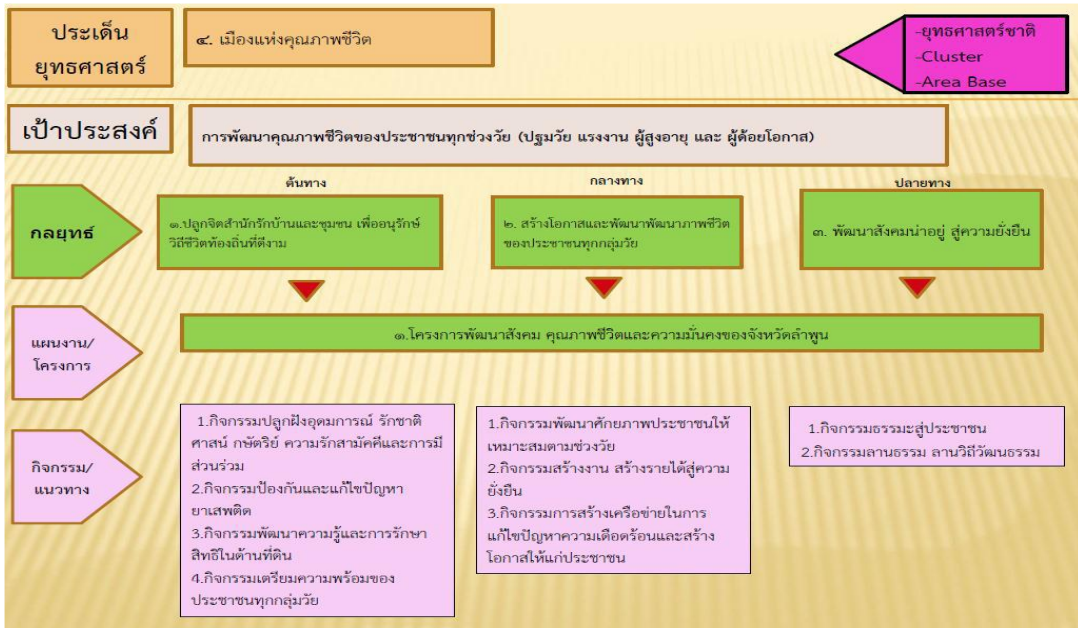 ประเด็น
ยุทธศาสตร์
๔. เมืองแห่งคุณภาพชีวิต
-ยุทธศาสตร์ชาติ
-Cluster
-Area Base
เป้าประสงค์
การพัฒนาคุณภาพชีวิตของประชาชนทุกช่วงวัย (ปฐมวัย แรงงาน ผู้สูงอายุ และ ผู้ด้อยโอกาส)
ต้นทาง
กลางทาง
ปลายทาง
กลยุทธ์
๑.ปลูกจิตสำนักรักบ้านและชุมชน เพื่ออนุรักษ์
วิถีชีวิตท้องถิ่นที่ดีงาม
๒. สร้างโอกาสและพัฒนาพัฒนาภาพชีวิต
ของประชาชนทุกกลุ่มวัย
๓. พัฒนาสังคมน่าอยู่ สู่ความยั่งยืน
แผนงาน/
โครงการ
๑.โครงการพัฒนาสังคม คุณภาพชีวิตและความมั่นคงของจังหวัดลำพูน
กิจกรรม/
แนวทาง
1.กิจกรรมปลูกฝังอุดมการณ์ รักชาติ
ศาสน์ กษัตริย์ ความรักสามัคคีและการมี
ส่วนร่วม
2.กิจกรรมป้องกันและแก้ไขปัญหา
ยาเสพติด
3.กิจกรรมพัฒนาความรู้และการรักษา
สิทธิในด้านที่ดิน
4.กิจกรรมเตรียมความพร้อมของ
ประชาชนทุกกลุ่มวัย
1.กิจกรรมพัฒนาศักยภาพประชาชนให้
เหมาะสมตามช่วงวัย
2.กิจกรรมสร้างงาน สร้างรายได้สู่ความ
ยั่งยืน
3.กิจกรรมการสร้างเครือข่ายในการ
แก้ไขปัญหาความเดือดร้อนและสร้าง
โอกาสให้แก่ประชาชน
1.กิจกรรมธรรมะสู่ประชาชน
2.กิจกรรมลานธรรม ลานวิถีวัฒนธรรม